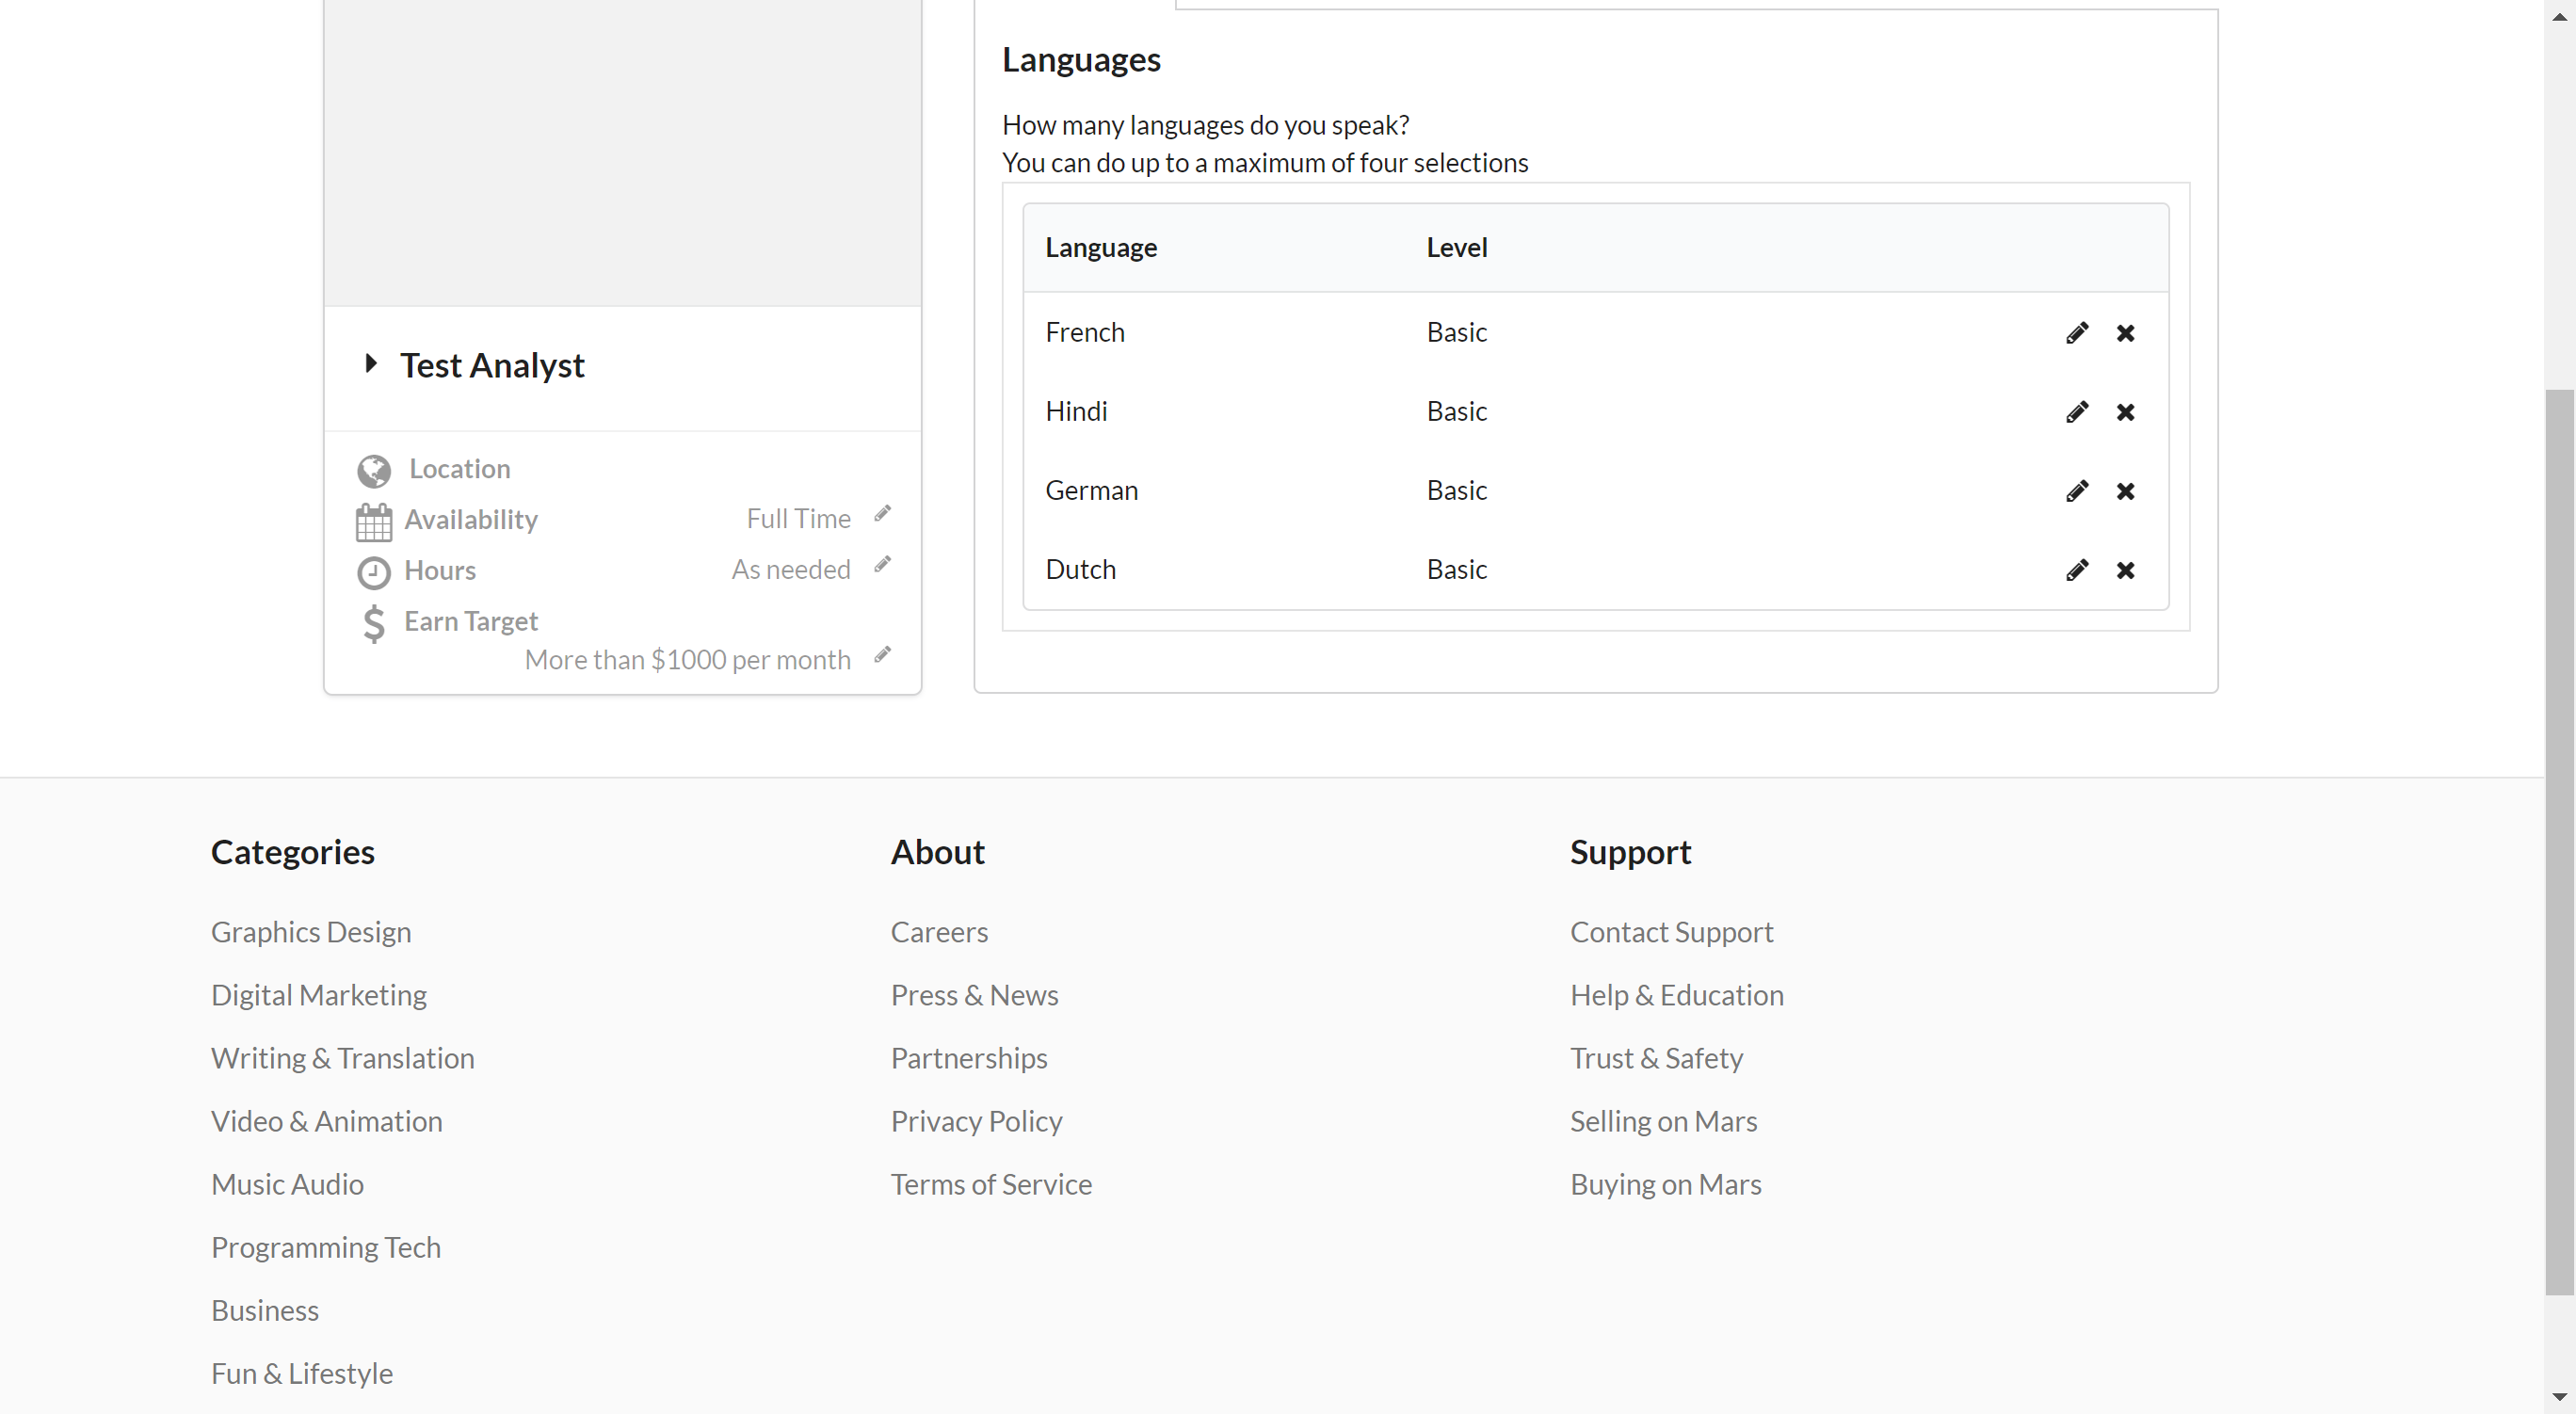 Test Analyst
Location
Availability Full Time
Hours As needed
Earn Target
More than $1000 per month
Languages
How many languages do you speak?
You can do up to a maximum of four selections
Language Level
French Basic
Hindi Basic
German Basic
Dutch Basic
Categories
Graphics Design
Digital Marketing
Writing & Translation
Video & Animation
Music Audio
Programming Tech
Business
Fun & Lifestyle
About
Careers
Press & News
Partnerships
Privacy Policy
Terms of Service
Support
Contact Support
Help & Education
Trust & Safety
Selling on Mars
Buying on Mars